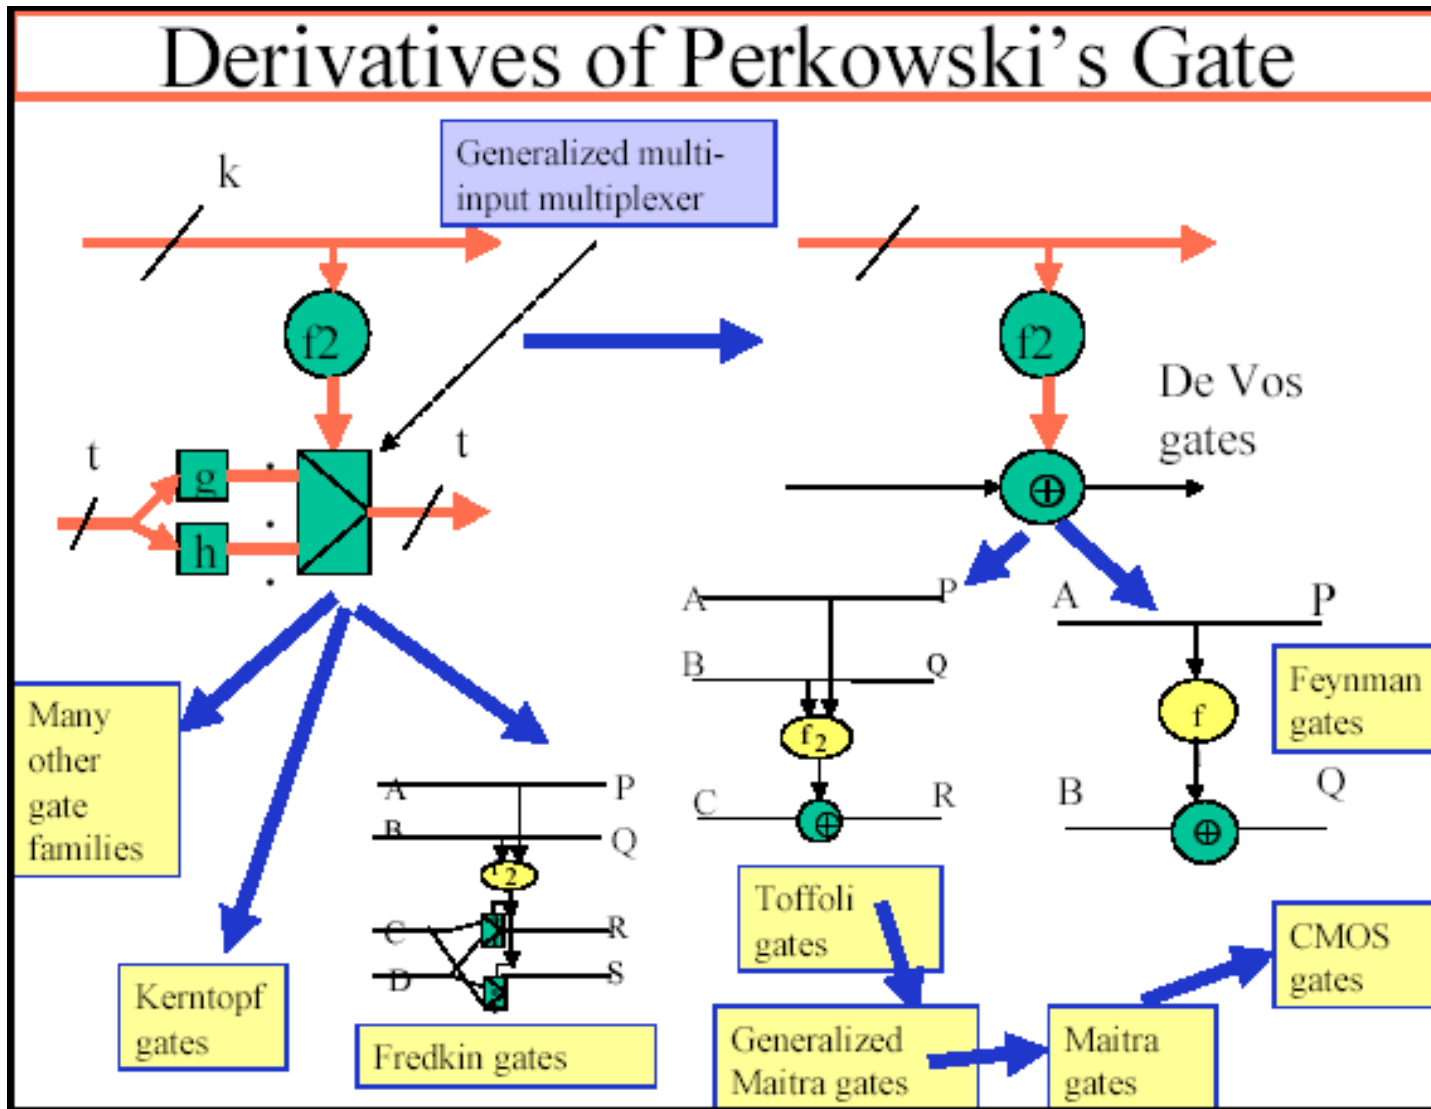 Derivatives of Perkowski's Gate
k
Generalized multi-
input multiplexer
f2
f2
De Vos
gates
t
t
g
h
⊕
A
P
A
P
B
Q
f2
f
Feynman
gates
Many
other
gate
families
C
R
⊕
B
Q
⊕
A
P
B
Q
2
C
R
D
S
Kerntopf
gates
Fredkin gates
Toffoli
gates
Generalized
Maitra gates
Maitra
gates
CMOS
gates